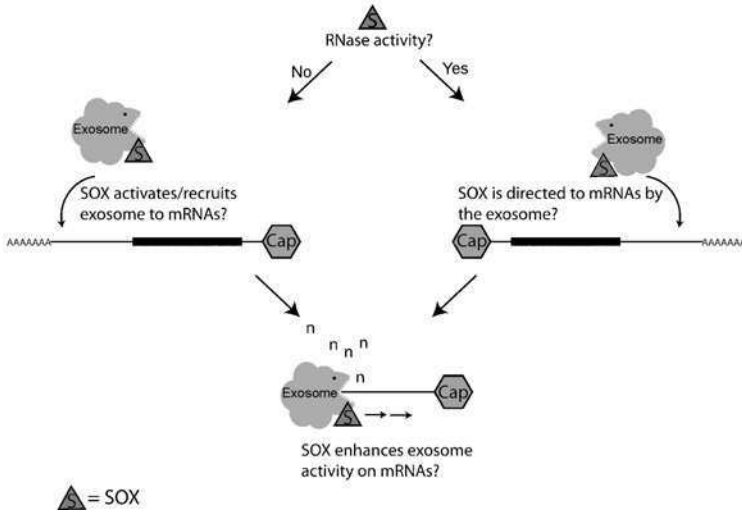 S
RNase activity?
No
Yes
Exosome
S
Exosome
S
SOX activates/recruits
exosome to mRNAs?
SOX is directed to mRNAs by
the exosome?
AAAAAAA
Cap
Cap
AAAAAA
n
n
n
n
n
Exosome
Cap
S
SOX enhances exosome
activity on mRNAs?
S = SOX